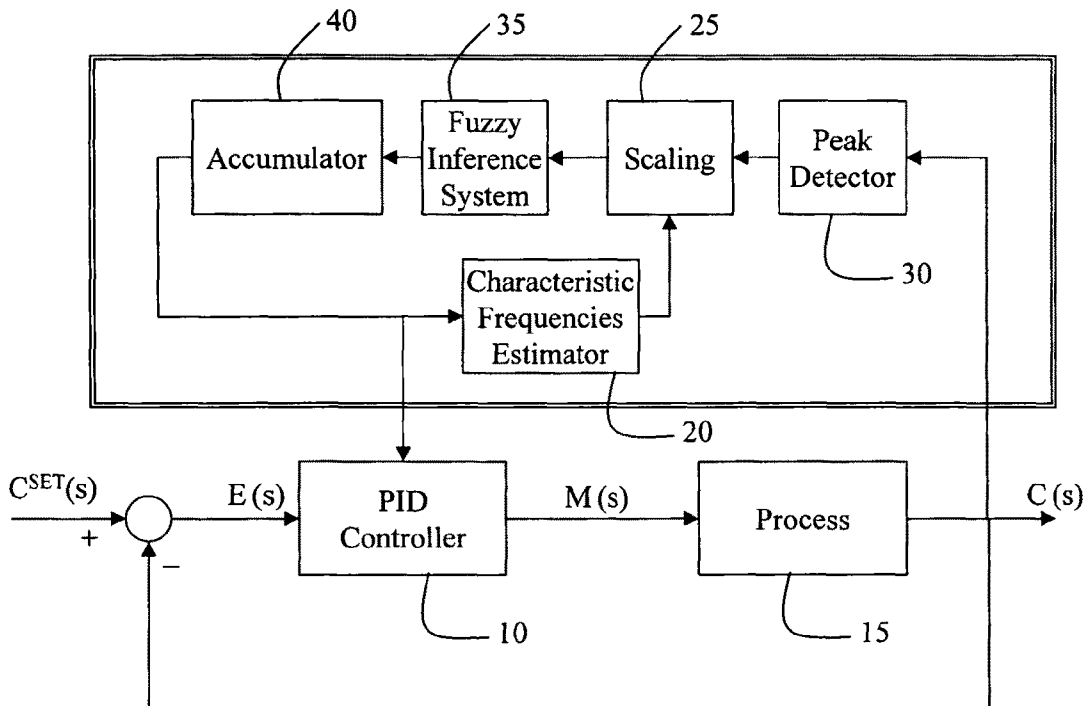 40
35
25
Accumulator
Fuzzy
Inference
System
Scaling
Peak
Detector
30
Characteristic
Frequencies
Estimator
20
C^SET(s)
+
−
E(s)
PID
Controller
M(s)
Process
C(s)
10
15